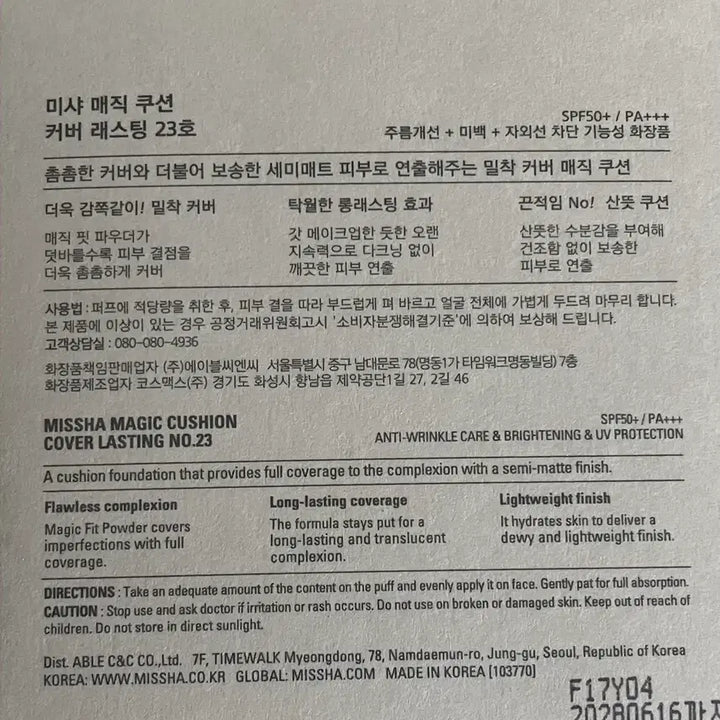 미샤 매직 쿠션
커버 래스팅 23호
SPF50+ / PA+++
주름개선 + 미백 + 자외선 차단 기능성 화장품
촘촘한 커버와 더불어 보송한 세미매트 피부로 연출해주는 밀착 커버 매직 쿠션
더욱 감쪽같이! 밀착 커버
매직 핏 파우더가
덧바를수록 피부 결점을
더욱 촘촘하게 커버
탁월한 롱래스팅 효과
갓 메이크업한 듯한 오랜
지속력으로 다크닝 없이
깨끗한 피부 연출
끈적임 No! 산뜻 쿠션
산뜻한 수분감을 부여해
건조함 없이 보송한
피부로 연출
사용법 : 퍼프에 적당량을 취한 후, 피부 결을 따라 부드럽게 펴 바르고 얼굴 전체에 가볍게 두드려 마무리 합니다.
본 제품에 이상이 있는 경우 공정거래위원회고시 '소비자분쟁해결기준'에 의하여 보상해 드립니다.
고객상담실 : 080-080-4936
화장품책임판매업자 (주)에이블씨엔씨 서울특별시 중구 남대문로 78(명동1가 타임워크명동빌딩) 7층
화장품제조업자 코스맥스(주) 경기도 화성시 향남읍 제약공단1길 27, 2길 46
MISSHA MAGIC CUSHION
COVER LASTING NO.23
SPF50+ / PA+++
ANTI-WRINKLE CARE & BRIGHTENING & UV PROTECTION
A cushion foundation that provides full coverage to the complexion with a semi-matte finish.
Flawless complexion
Magic Fit Powder covers
imperfections with full
coverage.
Long-lasting coverage
The formula stays put for a
long-lasting and translucent
complexion.
Lightweight finish
It hydrates skin to deliver a
dewy and lightweight finish.
DIRECTIONS : Take an adequate amount of the content on the puff and evenly apply it on face. Gently pat for full absorption.
CAUTION : Stop use and ask doctor if irritation or rash occurs. Do not use on broken or damaged skin. Keep out of reach of
children. Do not store in direct sunlight.
Dist. ABLE C&C CO.,Ltd. 7F, TIMEWALK Myeongdong, 78, Namdaemun-ro, Jung-gu, Seoul, Republic of Korea
KOREA: WWW.MISSHA.CO.KR GLOBAL: MISSHA.COM MADE IN KOREA [103770]
F17Y04
20280616까지